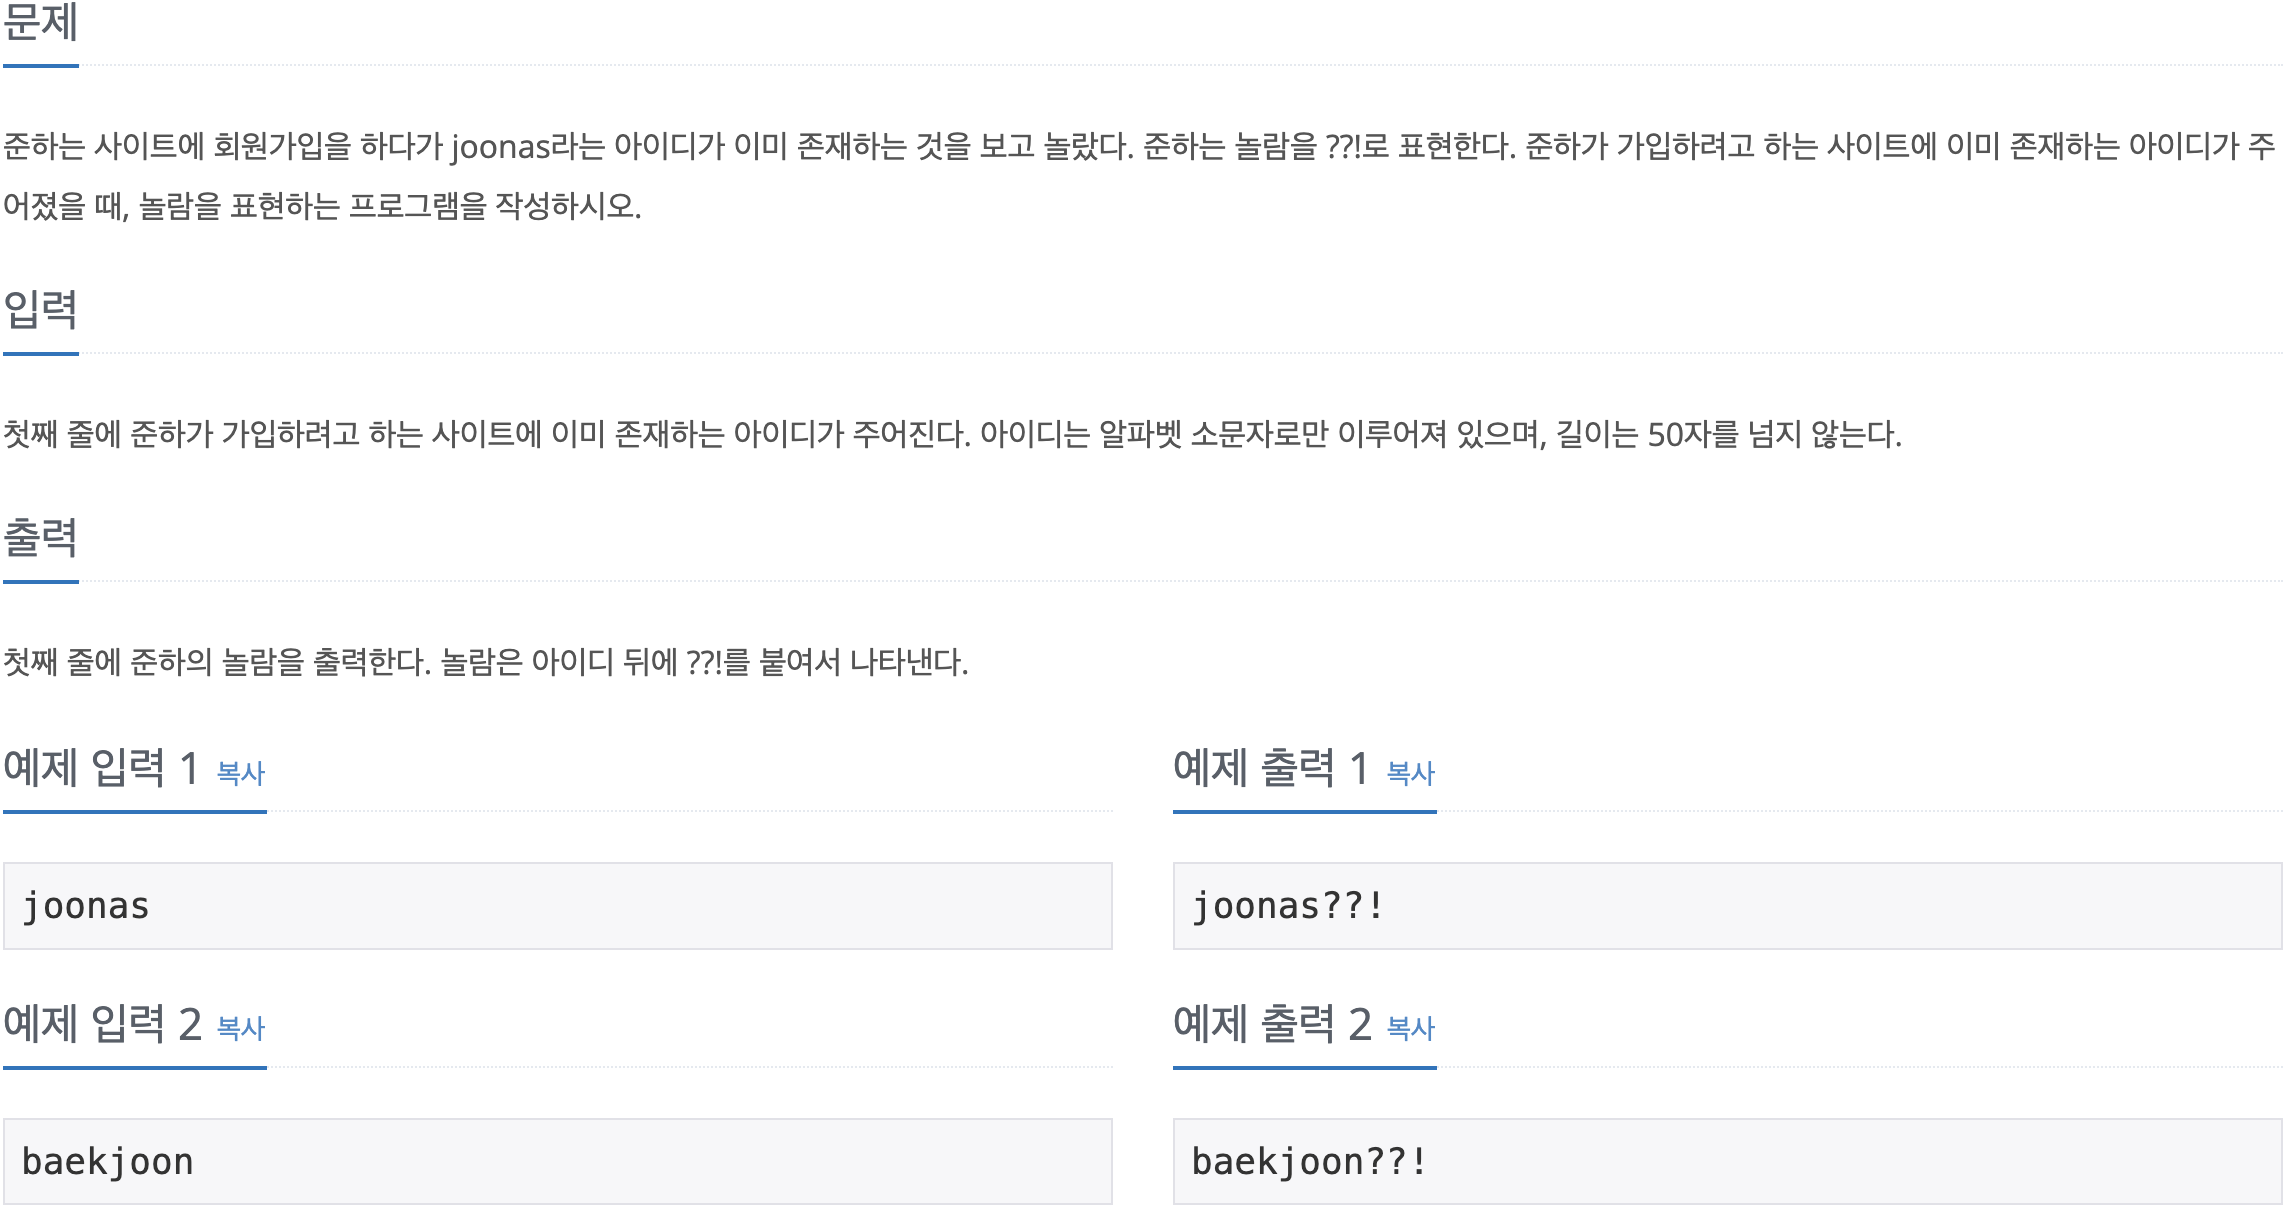 문제
준하는 사이트에 회원가입을 하다가 joonas라는 아이디가 이미 존재하는 것을 보고 놀랐다. 준하는 놀람을 ??!로 표현한다. 준하가 가입하려고 하는 사이트에 이미 존재하는 아이디가 주
어졌을 때, 놀람을 표현하는 프로그램을 작성하시오.
입력
첫째 줄에 준하가 가입하려고 하는 사이트에 이미 존재하는 아이디가 주어진다. 아이디는 알파벳 소문자로만 이루어져 있으며, 길이는 50자를 넘지 않는다.
출력
첫째 줄에 준하의 놀람을 출력한다. 놀람은 아이디 뒤에 ??!를 붙여서 나타낸다.
예제 입력 1 복사
joonas
예제 출력 1 복사
joonas??!
예제 입력 2 복사
baekjoon
예제 출력 2 복사
baekjoon??!